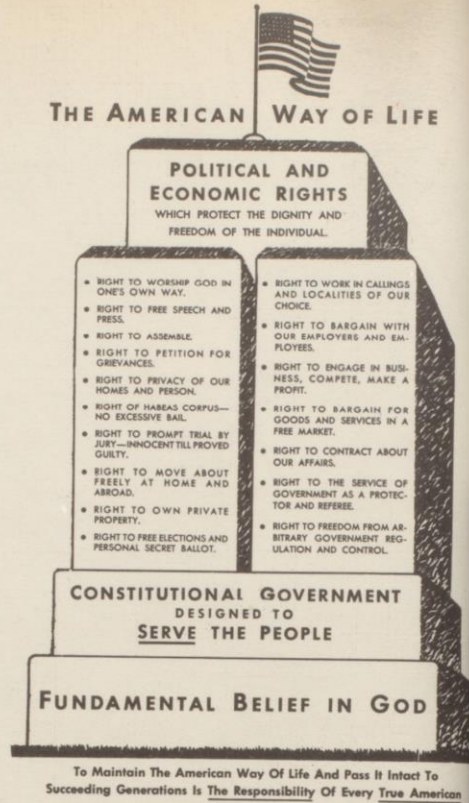 THE AMERICAN WAY OF LIFE
POLITICAL AND
ECONOMIC RIGHTS
WHICH PROTECT THE DIGNITY AND
FREEDOM OF THE INDIVIDUAL.
• RIGHT TO WORSHIP GOD IN
ONE'S OWN WAY.
• RIGHT TO FREE SPEECH AND
PRESS.
• RIGHT TO ASSEMBLE.
• RIGHT TO PETITION FOR
GRIEVANCES.
• RIGHT TO PRIVACY OF OUR
HOMES AND PERSON.
• RIGHT OF HABEAS CORPUS—
NO EXCESSIVE BAIL.
• RIGHT TO PROMPT TRIAL BY
JURY—INNOCENT TILL PROVED
GUILTY.
• RIGHT TO MOVE ABOUT
FREELY AT HOME AND
ABROAD.
• RIGHT TO OWN PRIVATE
PROPERTY.
• RIGHT TO FREE ELECTIONS AND
PERSONAL SECRET BALLOT.
• RIGHT TO WORK IN CALLINGS
AND LOCALITIES OF OUR
CHOICE.
• RIGHT TO BARGAIN WITH
OUR EMPLOYERS AND EM-
PLOYEES.
• RIGHT TO ENGAGE IN BUSI-
NESS, COMPETE, MAKE A
PROFIT.
• RIGHT TO BARGAIN FOR
GOODS AND SERVICES IN A
FREE MARKET.
• RIGHT TO CONTRACT ABOUT
OUR AFFAIRS.
• RIGHT TO THE SERVICE OF
GOVERNMENT AS A PROTEC-
TOR AND REFEREE.
• RIGHT TO FREEDOM FROM AR-
BITRARY GOVERNMENT REG-
ULATION AND CONTROL.
CONSTITUTIONAL GOVERNMENT
DESIGNED TO
SERVE THE PEOPLE
FUNDAMENTAL BELIEF IN GOD
To Maintain The American Way Of Life And Pass It Intact To
Succeeding Generations Is The Responsibility Of Every True American